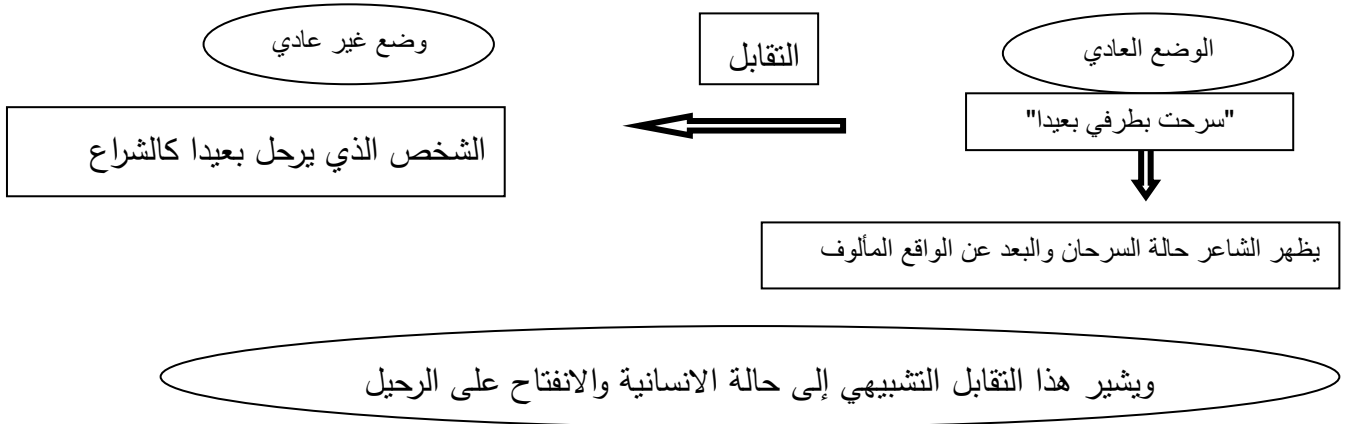 الوضع العادي
التقابل
وضع غير عادي
"سرحت بطرفي بعيدا"
الشخص الذي يرحل بعيدا كالشراع
يظهر الشاعر حالة السرحان والبعد عن الواقع المألوف
ويشير هذا التقابل التشبيهي إلى حالة الانسانية والانفتاح على الرحيل